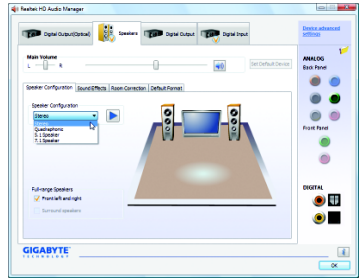 Realtek HD Audio Manager
Digital Output(Optical)
Speakers
Digital Output
Digital Input
Device advanced settings
Main Volume
L
R
Set Default Device
ANALOG
Back Panel
Speaker Configuration
Sound Effects
Room Correction
Default Format
Speaker Configuration
Stereo
Stereo
Quadraphonic
5.1 Speaker
7.1 Speaker
Front Panel
Full-range Speakers
Front left and right
Surround speakers
DIGITAL
GIGABYTE
TECHNOLOGY
OK